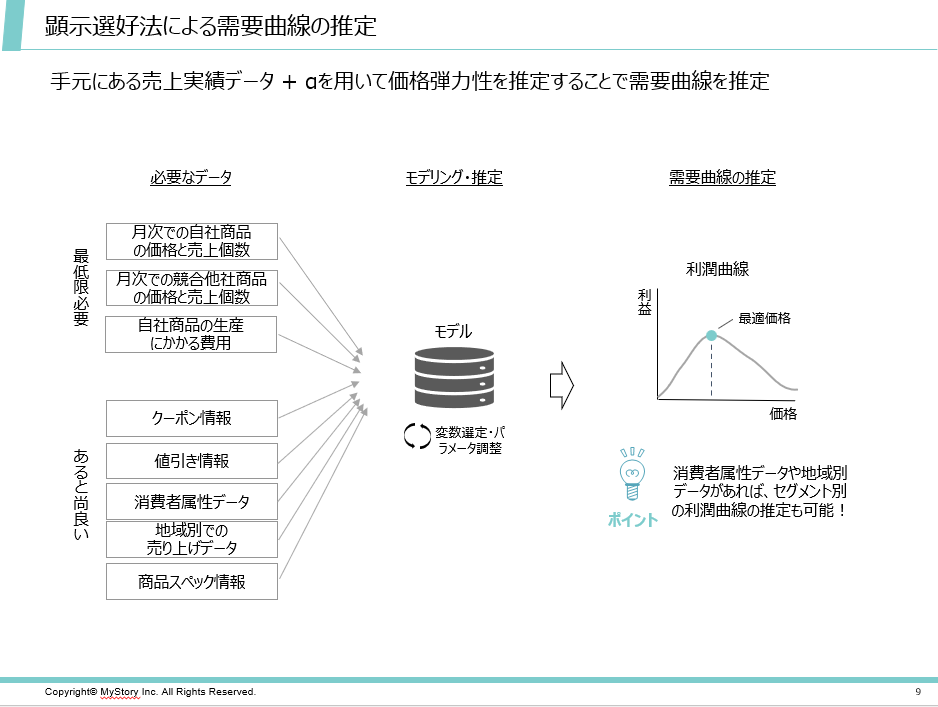 顕示選好法による需要曲線の推定
手元にある売上実績データ + αを用いて価格弾力性を推定することで需要曲線を推定
必要なデータ
モデリング・推定
需要曲線の推定
最低限必要
月次での自社商品
の価格と売上個数
月次での競合他社商品
の価格と売上個数
自社商品の生産
にかかる費用
あると尚良い
クーポン情報
値引き情報
消費者属性データ
地域別での
売り上げデータ
商品スペック情報
モデル
変数選定・パ
ラメータ調整
利潤曲線
利益
最適価格
価格
ポイント
消費者属性データや地域別
データがあれば、セグメント別
の利潤曲線の推定も可能！
Copyright© MyStory Inc. All Rights Reserved.
9